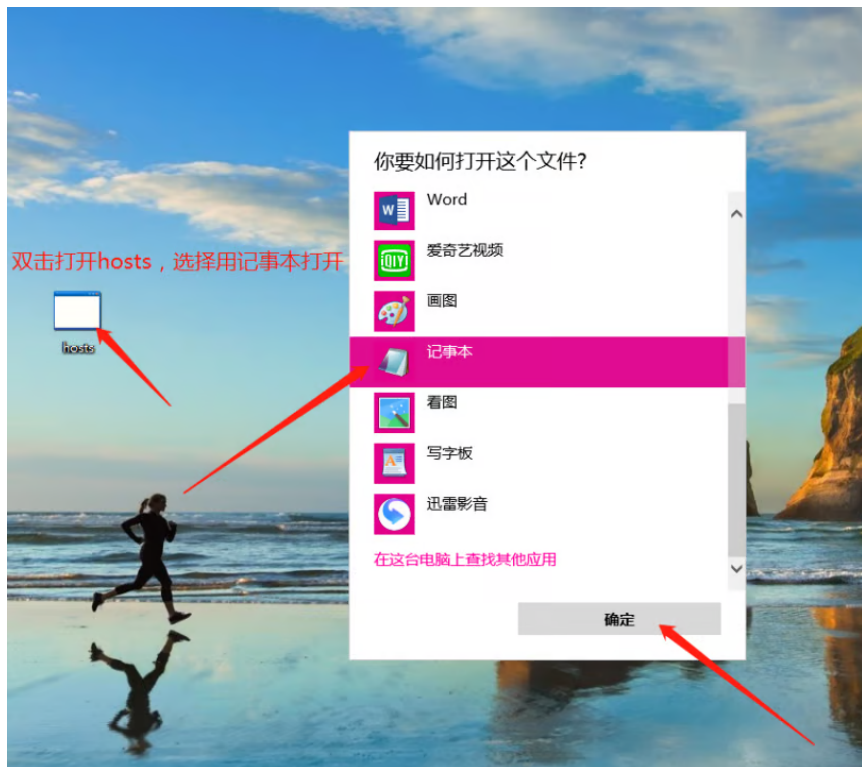 你要如何打开这个文件?
Word
爱奇艺视频
双击打开hosts，选择用记事本打开
画图
hosts
记事本
看图
写字板
迅雷影音
在这台电脑上查找其他应用
确定